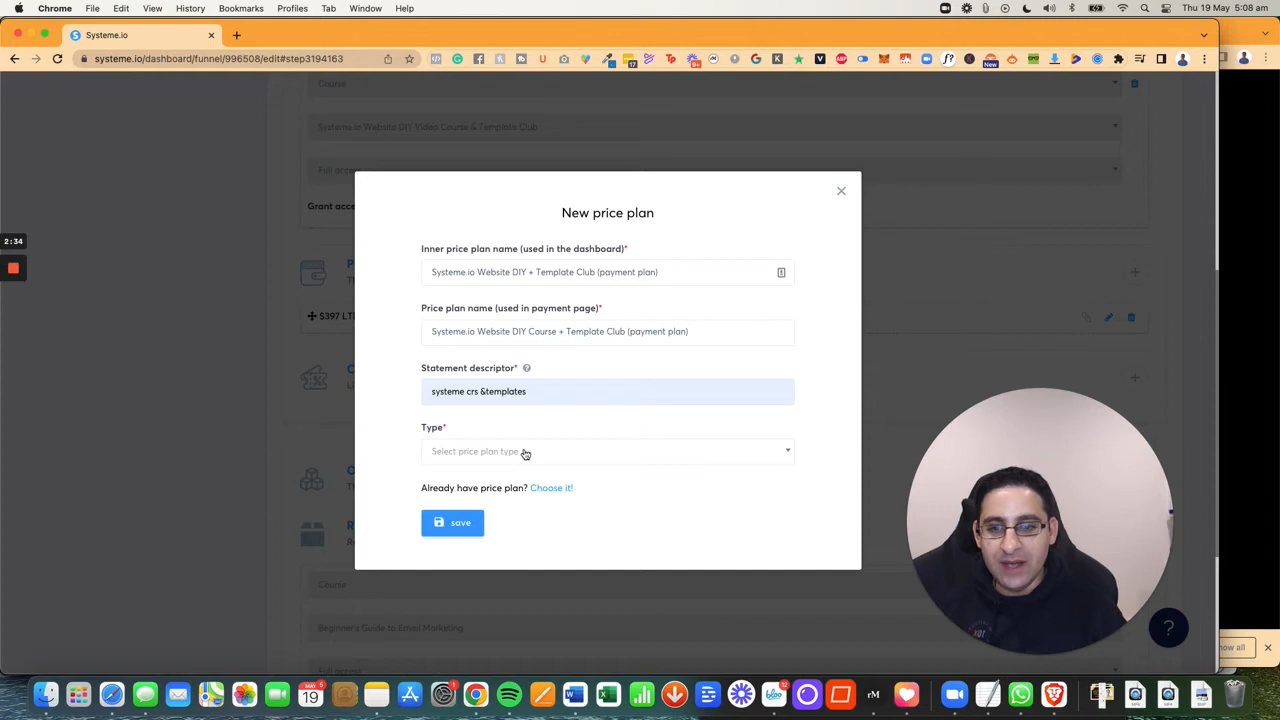 Chrome File Edit View History Bookmarks Profiles Tab Window Help
Thu 19 May 5:08 am
Systeme.io
systeme.io/dashboard/funnel/996508/edit#step3194163
Course
Systeme.io Website DIY Video Course & Template Club
Full access
Grant acce
New price plan
Inner price plan name (used in the dashboard)*
Systeme.io Website DIY + Template Club (payment plan)
Price plan name (used in payment page)*
Systeme.io Website DIY Course + Template Club (payment plan)
Statement descriptor*
systeme crs &templates
Type*
Select price plan type
Already have price plan? Choose it!
save
2:34
$397 LT
Course
Beginner's Guide to Email Marketing
Full access
?
how all
MAY
19
rM